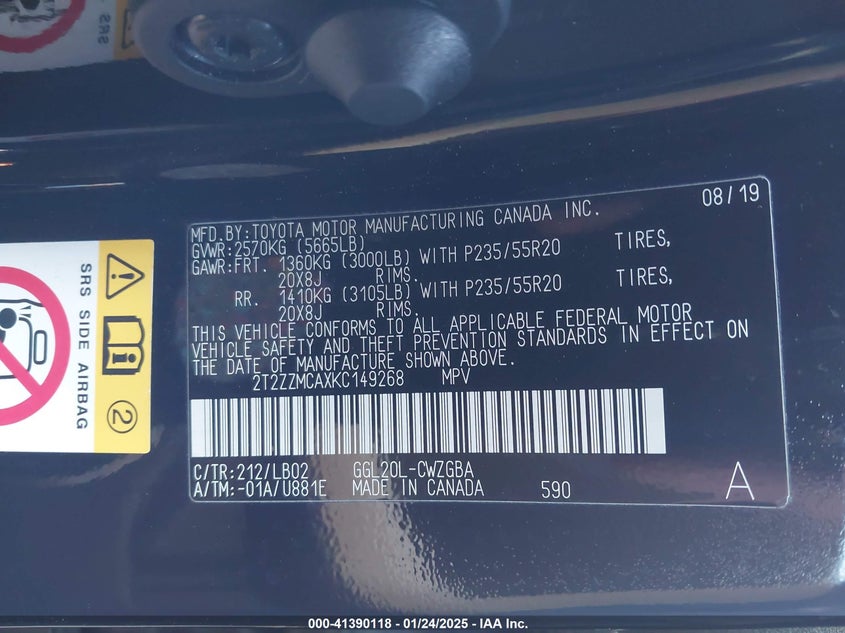 SRS
MFD.BY:TOYOTA MOTOR MANUFACTURING CANADA INC. 08/19
GVWR:2570KG (5665LB)
GAWR:FRT. 1360KG (3000LB) WITH P235/55R20 TIRES,
20X8J RIMS.
RR. 1410KG (3105LB) WITH P235/55R20 TIRES,
20X8J RIMS.
THIS VEHICLE CONFORMS TO ALL APPLICABLE FEDERAL MOTOR
VEHICLE SAFETY AND THEFT PREVENTION STANDARDS IN EFFECT ON
THE DATE OF MANUFACTURE SHOWN ABOVE.
2T2ZZMCAXKC149268 MPV
C/TR:212/LB02 GGL20L-CWZGBA
A/TM:-01A/U881E MADE IN CANADA 590 A
SRS SIDE AIRBAG
2
000-41390118 - 01/24/2025 - IAA Inc.